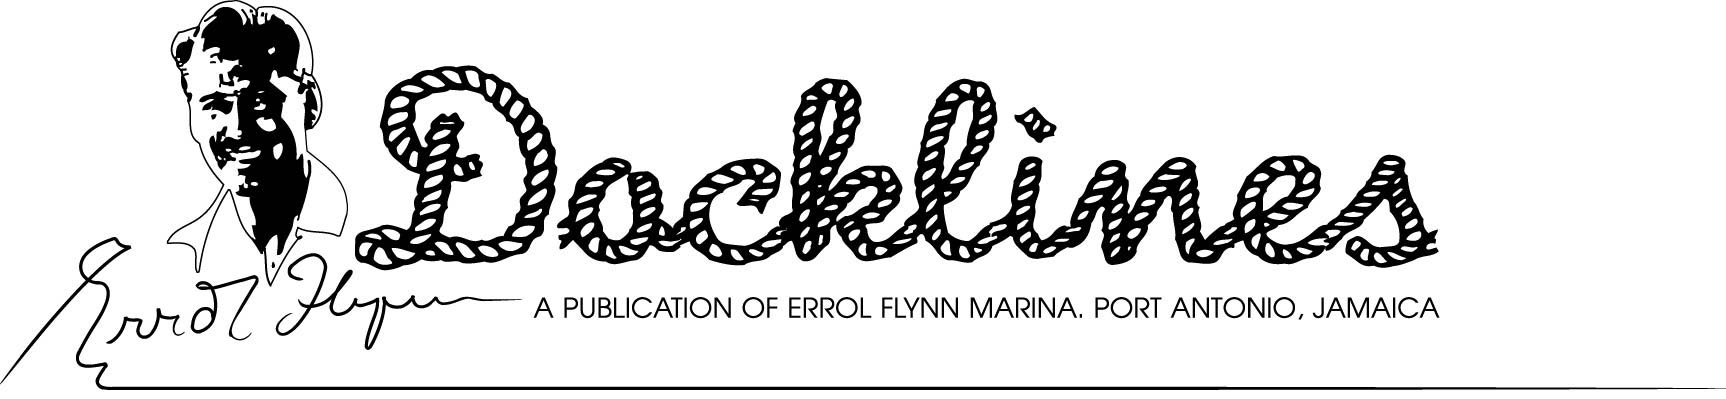 Docklines
Errol Flynn
A PUBLICATION OF ERROL FLYNN MARINA. PORT ANTONIO, JAMAICA